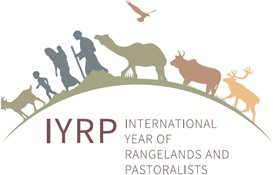 IYRP
INTERNATIONAL
YEAR OF
RANGELANDS AND
PASTORALISTS